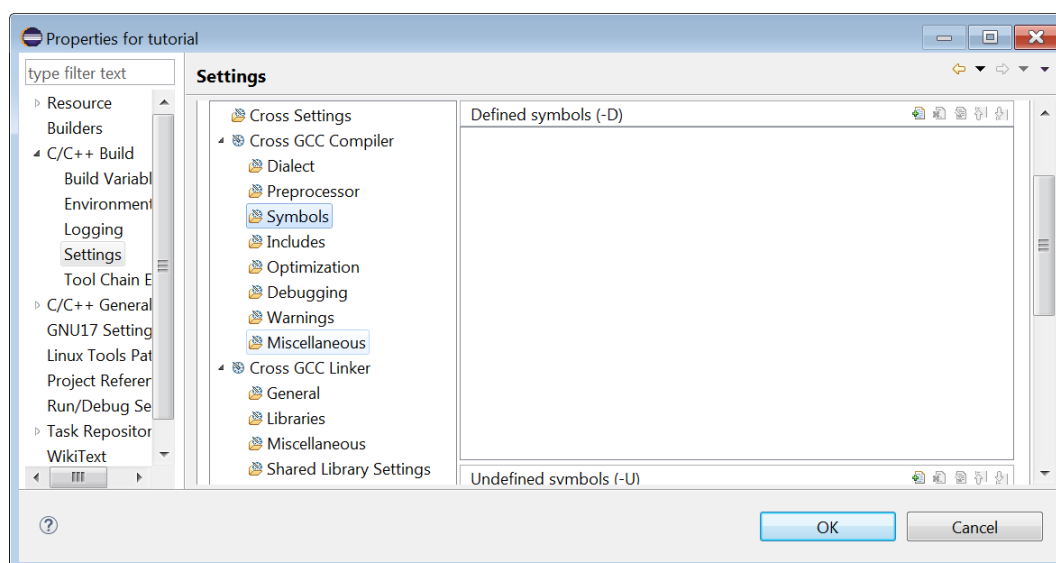 Properties for tutorial
type filter text
Settings
Resource
Builders
C/C++ Build
Build Variabl
Environment
Logging
Settings
Tool Chain E
C/C++ General
GNU17 Setting
Linux Tools Pat
Project Referer
Run/Debug Se
Task Repositor
WikiText
Cross Settings
Cross GCC Compiler
Dialect
Preprocessor
Symbols
Includes
Optimization
Debugging
Warnings
Miscellaneous
Cross GCC Linker
General
Libraries
Miscellaneous
Shared Library Settings
Defined symbols (-D)
Undefined symbols (-U)
OK
Cancel